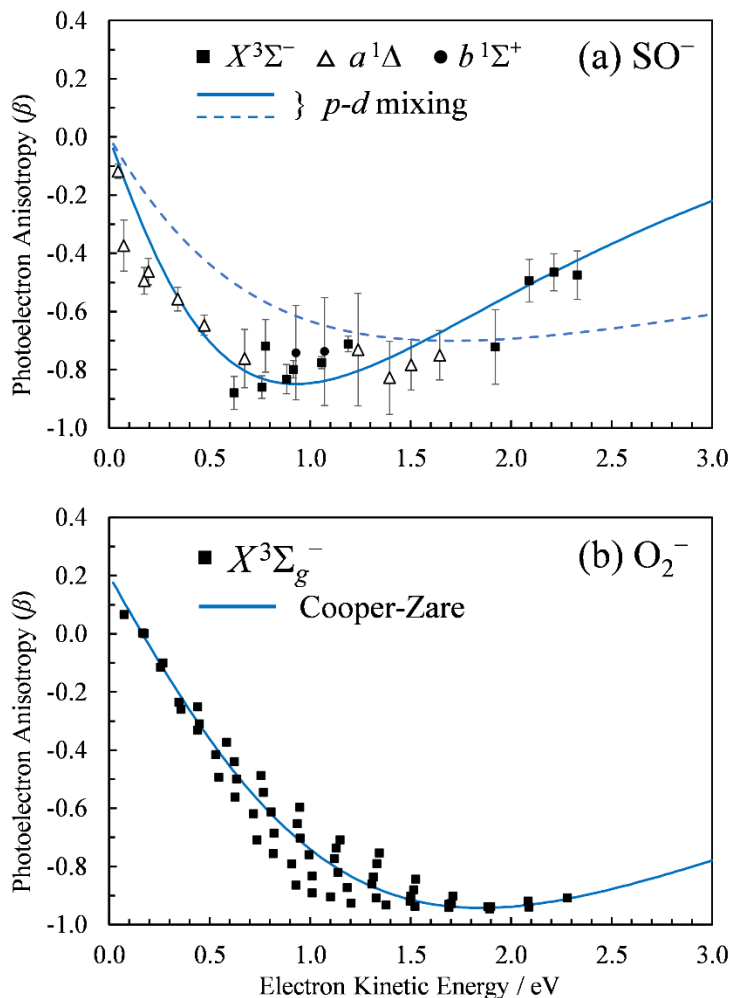 0.4
0.2
0.0
-0.2
-0.4
-0.6
-0.8
-1.0
Photoelectron Anisotropy (β)
X³Σ⁻ a¹Δ b¹Σ⁺
(a) SO⁻
} p-d mixing
0.0 0.5 1.0 1.5 2.0 2.5 3.0
0.4
0.2
0.0
-0.2
-0.4
-0.6
-0.8
-1.0
Photoelectron Anisotropy (β)
X³Σg⁻
(b) O₂⁻
Cooper-Zare
0.0 0.5 1.0 1.5 2.0 2.5 3.0
Electron Kinetic Energy / eV